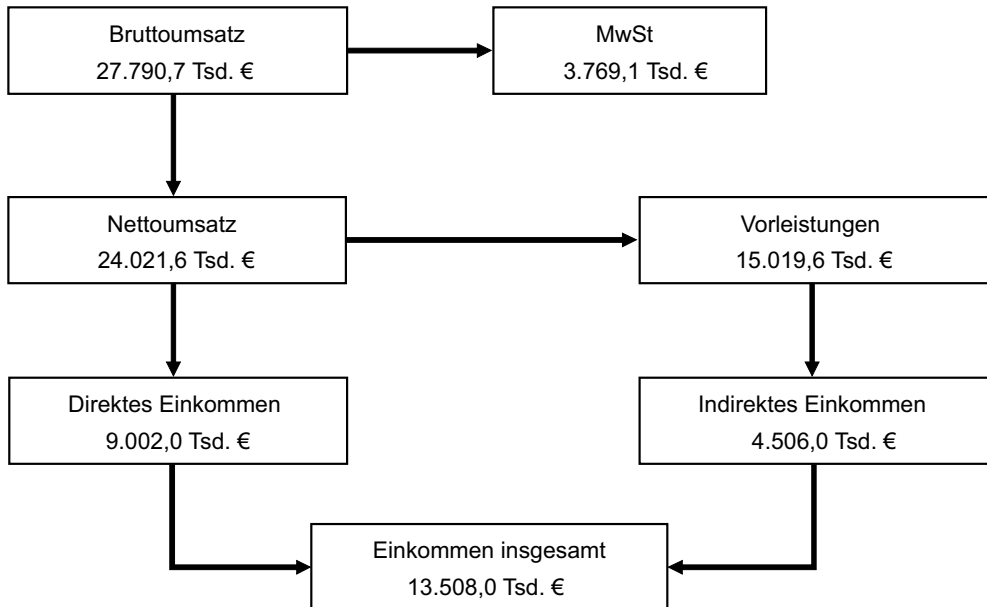 Bruttoumsatz
27.790,7 Tsd. €
MwSt
3.769,1 Tsd. €
Nettoumsatz
24.021,6 Tsd. €
Vorleistungen
15.019,6 Tsd. €
Direktes Einkommen
9.002,0 Tsd. €
Indirektes Einkommen
4.506,0 Tsd. €
Einkommen insgesamt
13.508,0 Tsd. €